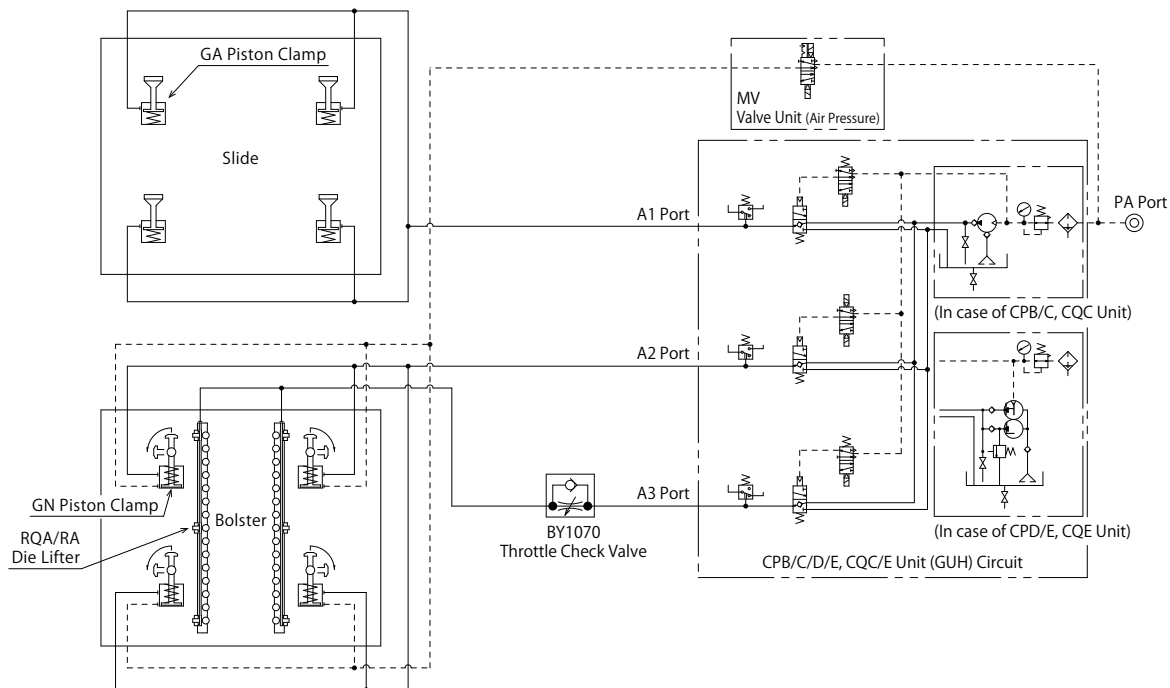 GA Piston Clamp
Slide
MV
Valve Unit (Air Pressure)
A1 Port
PA Port
(In case of CPB/C, CQC Unit)
A2 Port
GN Piston Clamp
Bolster
RQA/RA
Die Lifter
A3 Port
BY1070
Throttle Check Valve
(In case of CPD/E, CQE Unit)
CPB/C/D/E, CQC/E Unit (GUH) Circuit